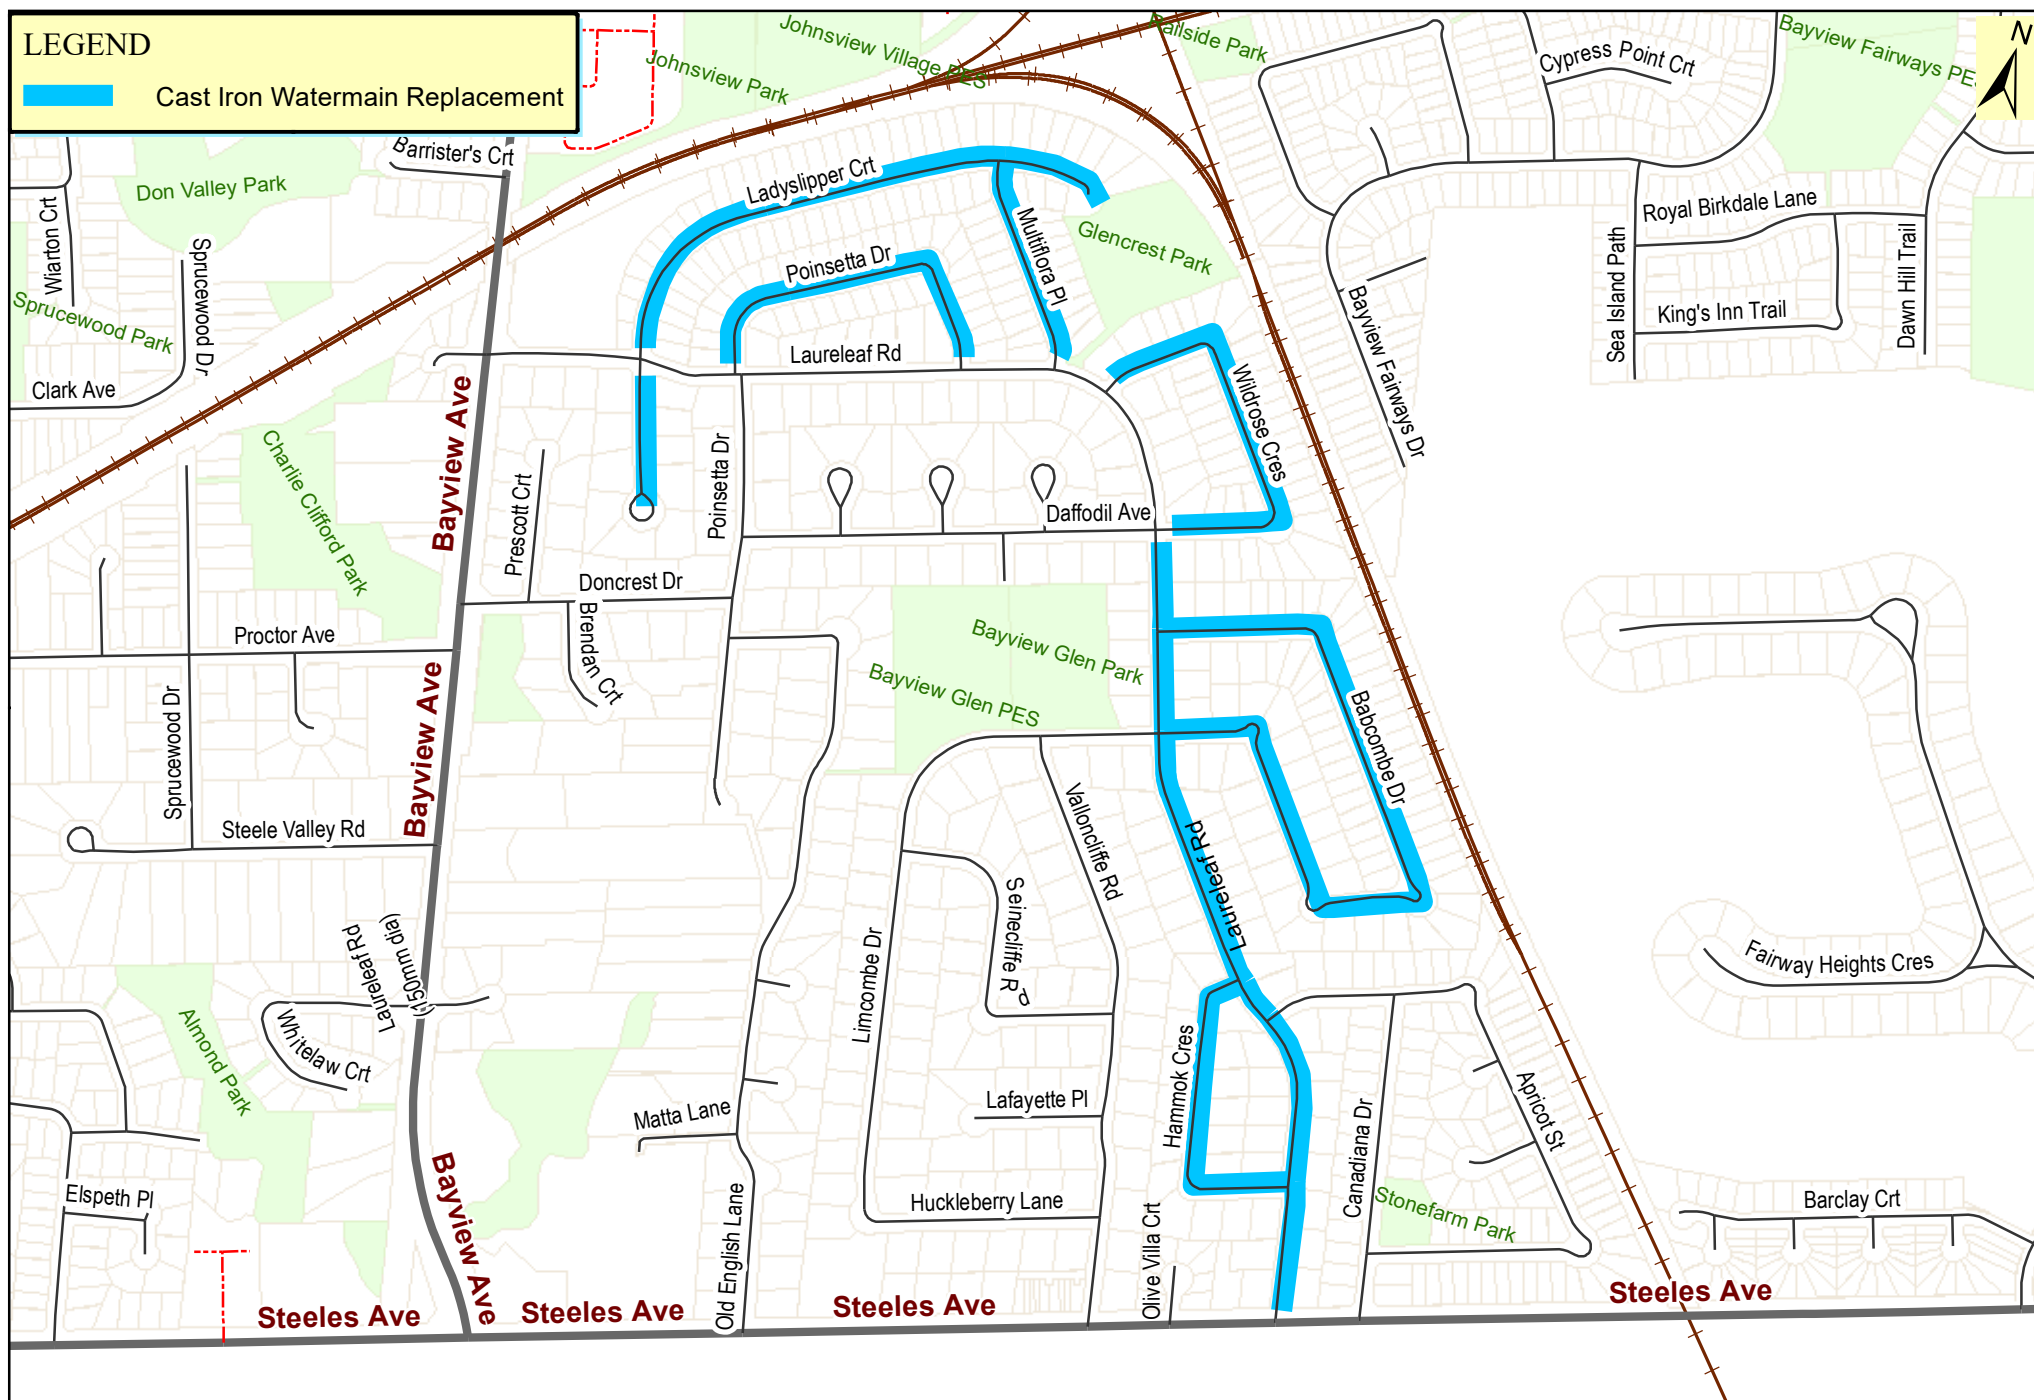 LEGEND
Cast Iron Watermain Replacement
Johnsview Village PES
Johnsview Park
Railside Park
Cypress Point Crt
Bayview Fairways PE
N
Barrister's Crt
Don Valley Park
Wiarton Crt
Sprucewood Dr
Sprucewood Park
Clark Ave
Ladyslipper Crt
Multiflora Pl
Glencrest Park
Poinsetta Dr
Laureleaf Rd
Royal Birkdale Lane
Sea Island Path
King's Inn Trail
Dawn Hill Trail
Bayview Fairways Dr
Wildrose Cres
Charlie Clifford Park
Bayview Ave
Prescott Crt
Poinsetta Dr
Daffodil Ave
Doncrest Dr
Brendan Crt
Proctor Ave
Bayview Glen Park
Bayview Glen PES
Sprucewood Dr
Bayview Ave
Steele Valley Rd
Babcombe Dr
Valloncliffe Rd
Laureleaf Rd
Seinecliffe Rd
Limcombe Dr
Laureleaf Rd
(150mm dia)
Fairway Heights Cres
Almond Park
Whitelaw Crt
Matta Lane
Lafayette Pl
Hammok Cres
Canadiana Dr
Apricot St
Elspeth Pl
Bayview Ave
Old English Lane
Huckleberry Lane
Olive Villa Crt
Stonefarm Park
Barclay Crt
Steeles Ave
Steeles Ave
Steeles Ave
Steeles Ave